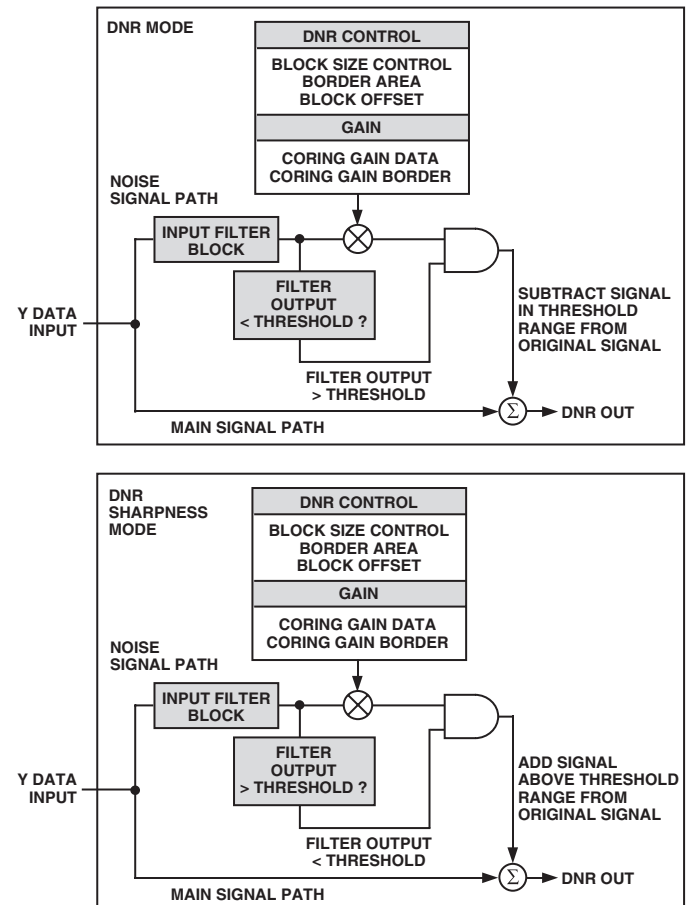 DNR MODE
DNR CONTROL
BLOCK SIZE CONTROL
BORDER AREA
BLOCK OFFSET
GAIN
CORING GAIN DATA
CORING GAIN BORDER
NOISE
SIGNAL PATH
INPUT FILTER
BLOCK
FILTER
OUTPUT
< THRESHOLD ?
Y DATA
INPUT
SUBTRACT SIGNAL
IN THRESHOLD
RANGE FROM
ORIGINAL SIGNAL
FILTER OUTPUT
> THRESHOLD
Σ
DNR OUT
MAIN SIGNAL PATH
DNR
SHARPNESS
MODE
DNR CONTROL
BLOCK SIZE CONTROL
BORDER AREA
BLOCK OFFSET
GAIN
CORING GAIN DATA
CORING GAIN BORDER
NOISE
SIGNAL PATH
INPUT FILTER
BLOCK
FILTER
OUTPUT
> THRESHOLD ?
Y DATA
INPUT
ADD SIGNAL
ABOVE THRESHOLD
RANGE FROM
ORIGINAL SIGNAL
FILTER OUTPUT
< THRESHOLD
Σ
DNR OUT
MAIN SIGNAL PATH